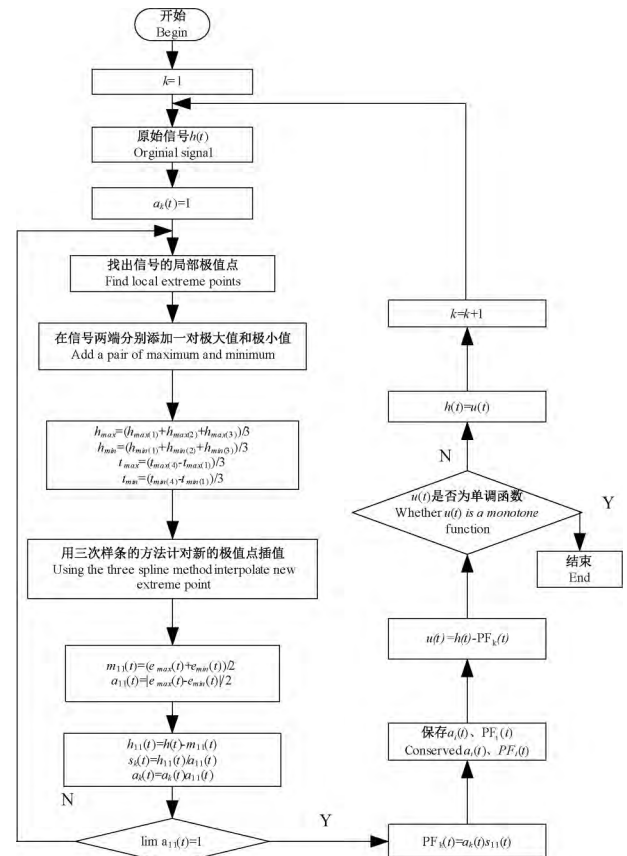 开始
Begin
k=1
原始信号h(t)
Orginial signal
aₖ(t)=1
找出信号的局部极值点
Find local extreme points
在信号两端分别添加一对极大值和极小值
Add a pair of maximum and minimum
hₘₐₓ=(hₘₐₓ₍₁₎+hₘₐₓ₍₂₎+hₘₐₓ₍₃₎)/3
hₘᵢₙ=(hₘᵢₙ₍₁₎+hₘᵢₙ₍₂₎+hₘᵢₙ₍₃₎)/3
tₘₐₓ=(tₘₐₓ₍₄₎-tₘₐₓ₍₁₎)/3
tₘᵢₙ=(tₘᵢₙ₍₄₎-tₘᵢₙ₍₁₎)/3
用三次样条的方法计对新的极值点插值
Using the three spline method interpolate new
extreme point
m₁₁(t)=(eₘₐₓ(t)+eₘᵢₙ(t))/2
a₁₁(t)=|eₘₐₓ(t)-eₘᵢₙ(t)|/2
h₁₁(t)=h(t)-m₁₁(t)
sₖ(t)=h₁₁(t)/a₁₁(t)
aₖ(t)=aₖ(t)a₁₁(t)
N
lim a₁₁(t)=1
Y
PFₖ(t)=aₖ(t)s₁₁(t)
保存aᵢ(t)、PFᵢ(t)
Conserved aᵢ(t)、PFᵢ(t)
u(t)=h(t)-PFₖ(t)
u(t)是否为单调函数
Whether u(t) is a monotone
function
Y
结束
End
N
h(t)=u(t)
k=k+1